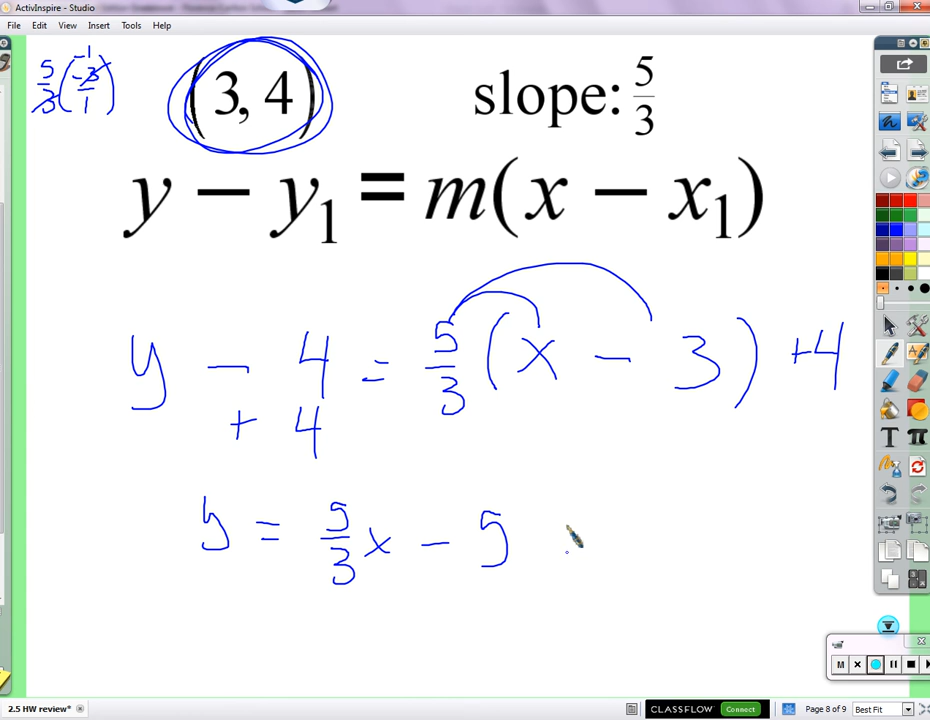 ActivInspire - Studio
File Edit View Insert Tools Help
5/3(-3/1) -1
(3, 4) slope: 5/3
y − y₁ = m(x − x₁)
y − 4 = 5/3 (x − 3) + 4
+ 4
y = 5/3 x − 5
M
2.5 HW review* CLASSFLOW Connect Page 8 of 9 Best Fit